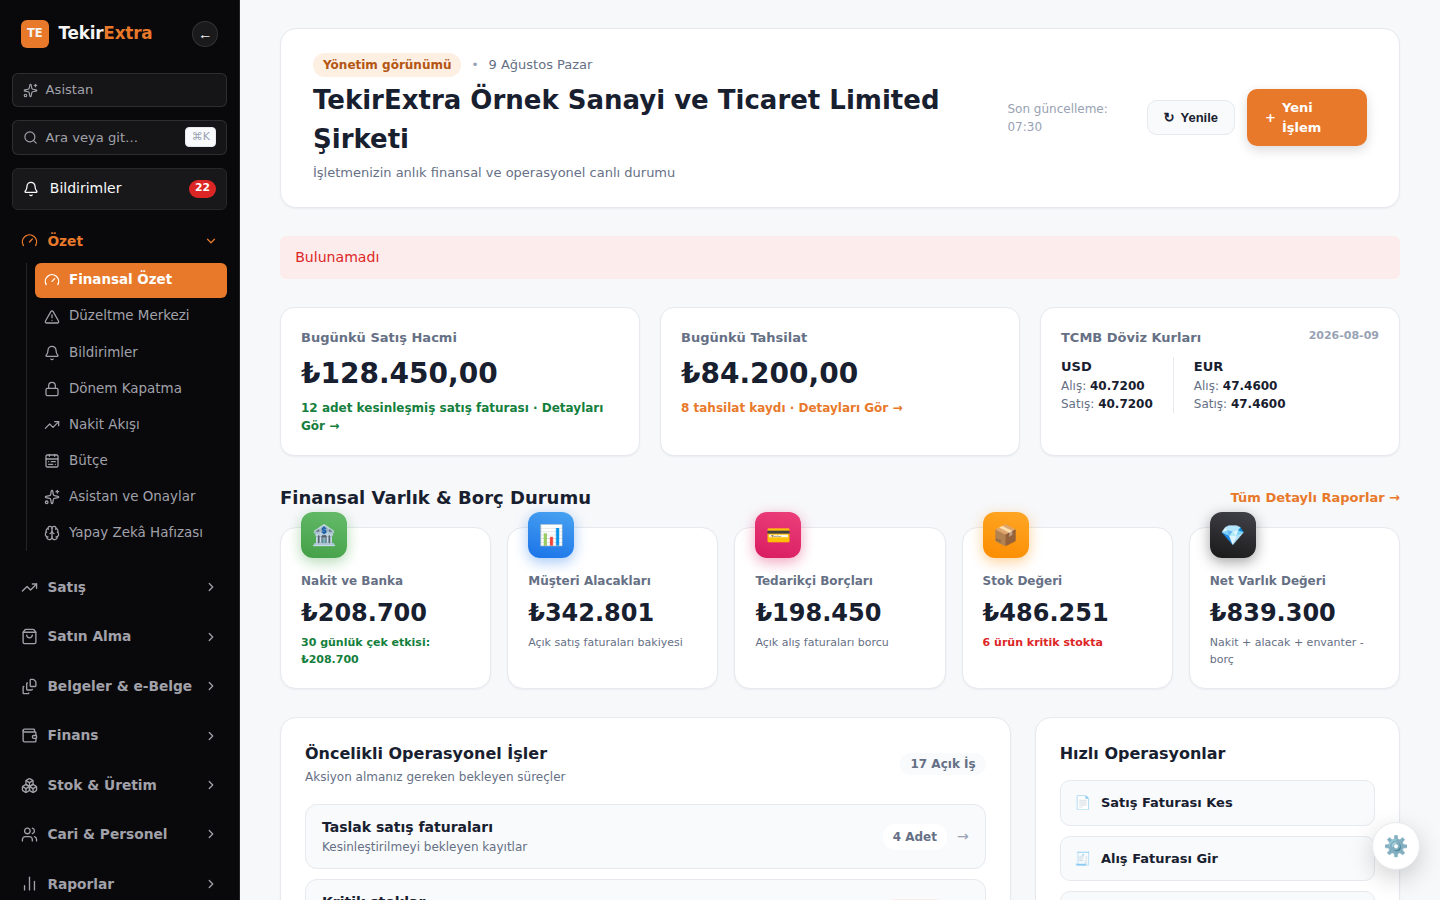 TE TekirExtra ←
Asistan
Ara veya git... ⌘K
Bildirimler 22
Özet
Finansal Özet
Düzeltme Merkezi
Bildirimler
Dönem Kapatma
Nakit Akışı
Bütçe
Asistan ve Onaylar
Yapay Zekâ Hafızası
Satış
Satın Alma
Belgeler & e-Belge
Finans
Stok & Üretim
Cari & Personel
Raporlar
Yönetim görünümü • 9 Ağustos Pazar
TekirExtra Örnek Sanayi ve Ticaret Limited
Şirketi
İşletmenizin anlık finansal ve operasyonel canlı durumu
Son güncelleme:
07:30
↻ Yenile
+ Yeni
İşlem
Bulunamadı
Bugünkü Satış Hacmi
₺128.450,00
12 adet kesinleşmiş satış faturası · Detayları
Gör →
Bugünkü Tahsilat
₺84.200,00
8 tahsilat kaydı · Detayları Gör →
TCMB Döviz Kurları 2026-08-09
USD
Alış: 40.7200
Satış: 40.7200
EUR
Alış: 47.4600
Satış: 47.4600
Finansal Varlık & Borç Durumu Tüm Detaylı Raporlar →
Nakit ve Banka
₺208.700
30 günlük çek etkisi:
₺208.700
Müşteri Alacakları
₺342.801
Açık satış faturaları bakiyesi
Tedarikçi Borçları
₺198.450
Açık alış faturaları borcu
Stok Değeri
₺486.251
6 ürün kritik stokta
Net Varlık Değeri
₺839.300
Nakit + alacak + envanter -
borç
Öncelikli Operasyonel İşler
Aksiyon almanız gereken bekleyen süreçler
17 Açık İş
Taslak satış faturaları
Kesinleştirilmeyi bekleyen kayıtlar
4 Adet →
Kritik stoklar
Hızlı Operasyonlar
Satış Faturası Kes
Alış Faturası Gir